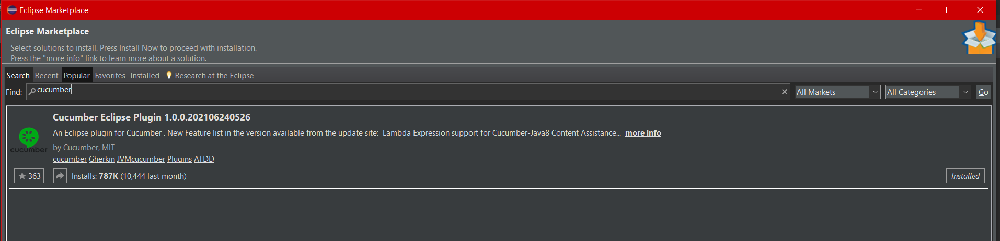 Eclipse Marketplace
Eclipse Marketplace
Select solutions to install. Press Install Now to proceed with installation.
Press the "more info" link to learn more about a solution.
Search Recent Popular Favorites Installed Research at the Eclipse
Find: cucumber All Markets All Categories Go
Cucumber Eclipse Plugin 1.0.0.202106240526
An Eclipse plugin for Cucumber . New Feature list in the version available from the update site: Lambda Expression support for Cucumber-Java8 Content Assistance... more info
cucumber
by Cucumber, MIT
cucumber Gherkin JVMcucumber Plugins ATDD
363 Installs: 787K (10,444 last month) Installed